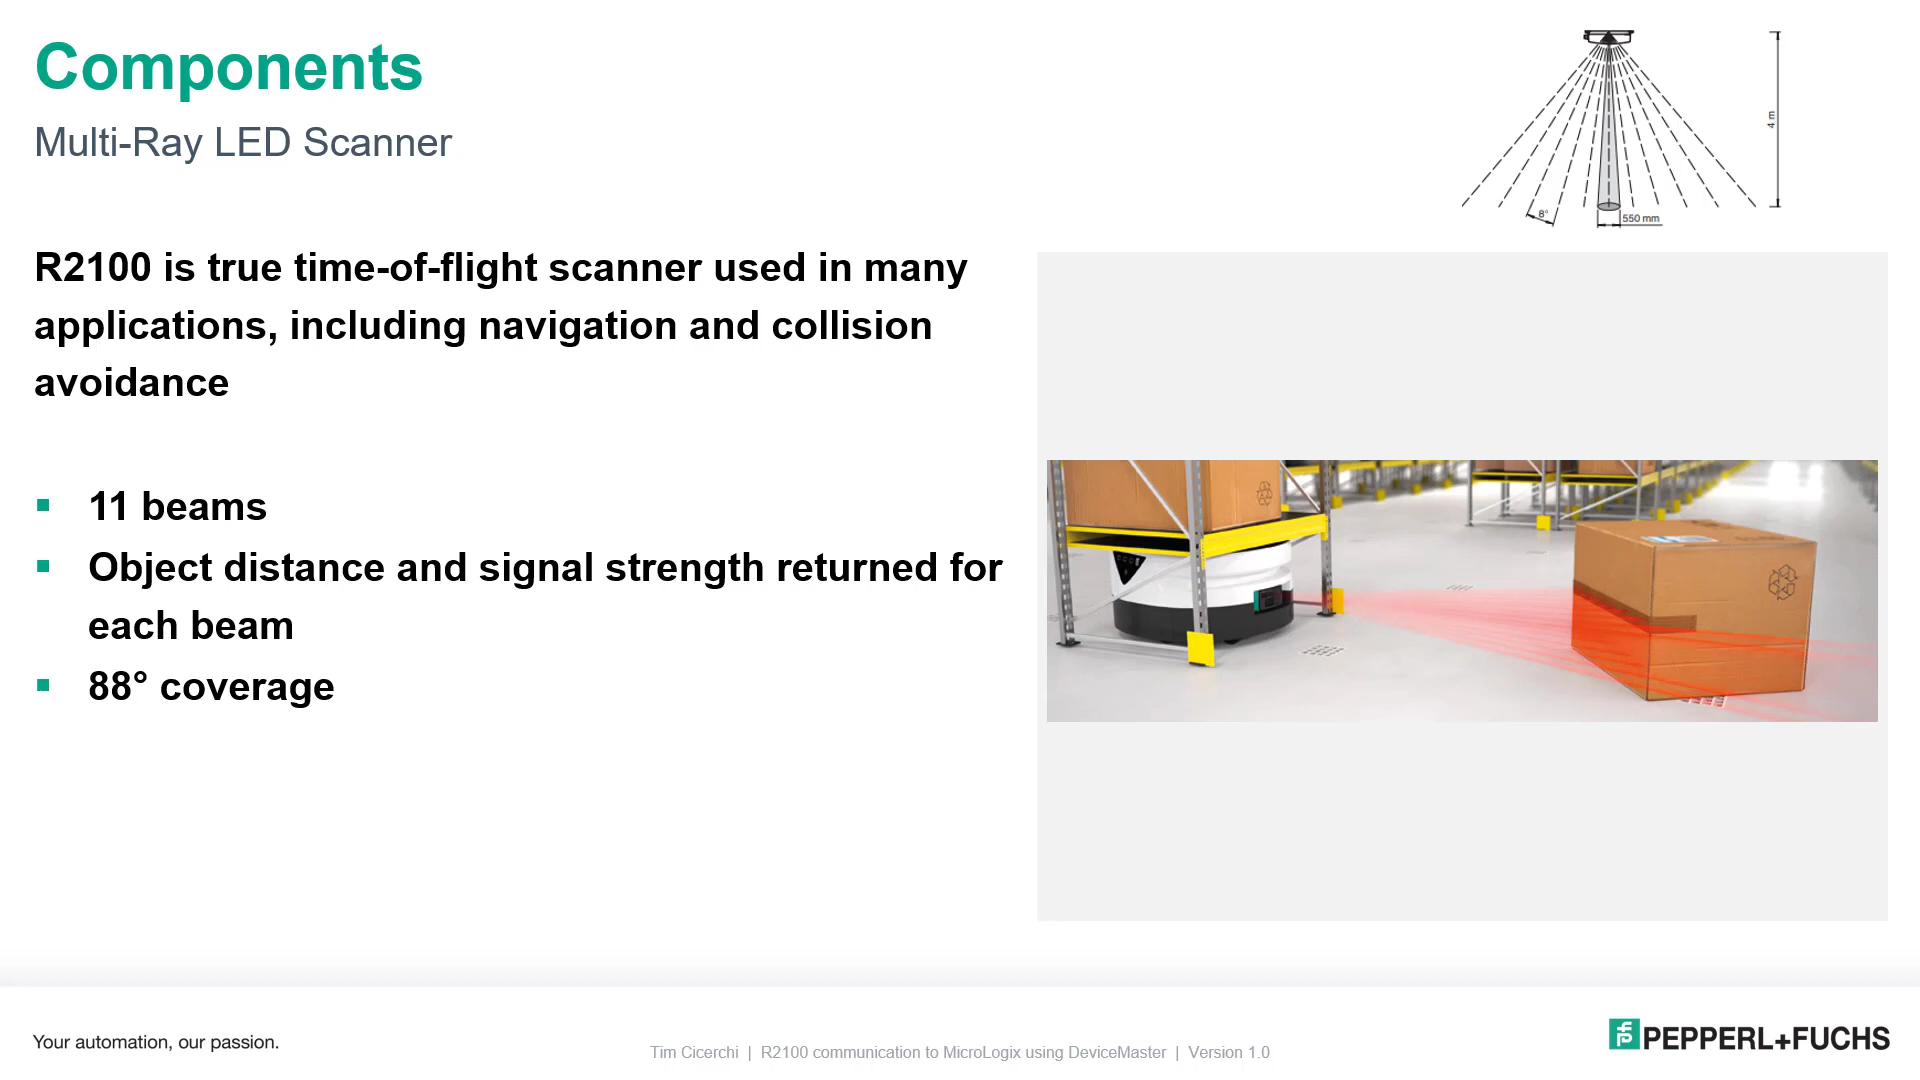 Components
Multi-Ray LED Scanner
4 m
8°
550 mm
R2100 is true time-of-flight scanner used in many
applications, including navigation and collision
avoidance
11 beams
Object distance and signal strength returned for
each beam
88° coverage
Your automation, our passion.
Tim Cicerchi | R2100 communication to MicroLogix using DeviceMaster | Version 1.0
PEPPERL+FUCHS